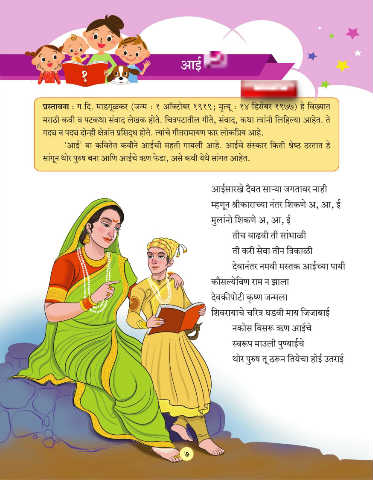 १
आई
प्रस्तावना : ग.दि. माडगूळकर (जन्म : १ ऑक्टोबर १९१९; मृत्यू : १४ डिसेंबर १९७७) हे विख्यात
मराठी कवी व पटकथा संवाद लेखक होते. चित्रपटातील गीते, संवाद, कथा त्यांनी लिहिल्या आहेत. ते
गद्य व पद्य दोन्ही क्षेत्रांत प्रसिद्ध होते. त्यांचे गीतरामायण फार लोकप्रिय आहे.
'आई' या कवितेत कवीने आईची महती गायली आहे. आईचे संस्कार किती श्रेष्ठ ठरतात हे
सांगून थोर पुरुष बना आणि आईचे ऋण फेडा, असे कवी येथे सांगत आहेत.
आईसारखे दैवत साऱ्या जगतावर नाही
म्हणून श्रीकाराच्या नंतर शिकणे अ, आ, ई
मुलांनो शिकणे अ, आ, ई
तीच वाढवी ती सांभाळी
ती करी सेवा तीन त्रिकाळी
देवानंतर नमवी मस्तक आईच्या पायी
कौसल्येविण राम न झाला
देवकीपोटी कृष्ण जन्मला
शिवरायाचे चरित्र घडवी माय जिजाबाई
नकोस विसरू ऋण आईचे
स्वरूप माउली पुण्याईचे
थोर पुरुष तू ठरून तियेचा होई उतराई